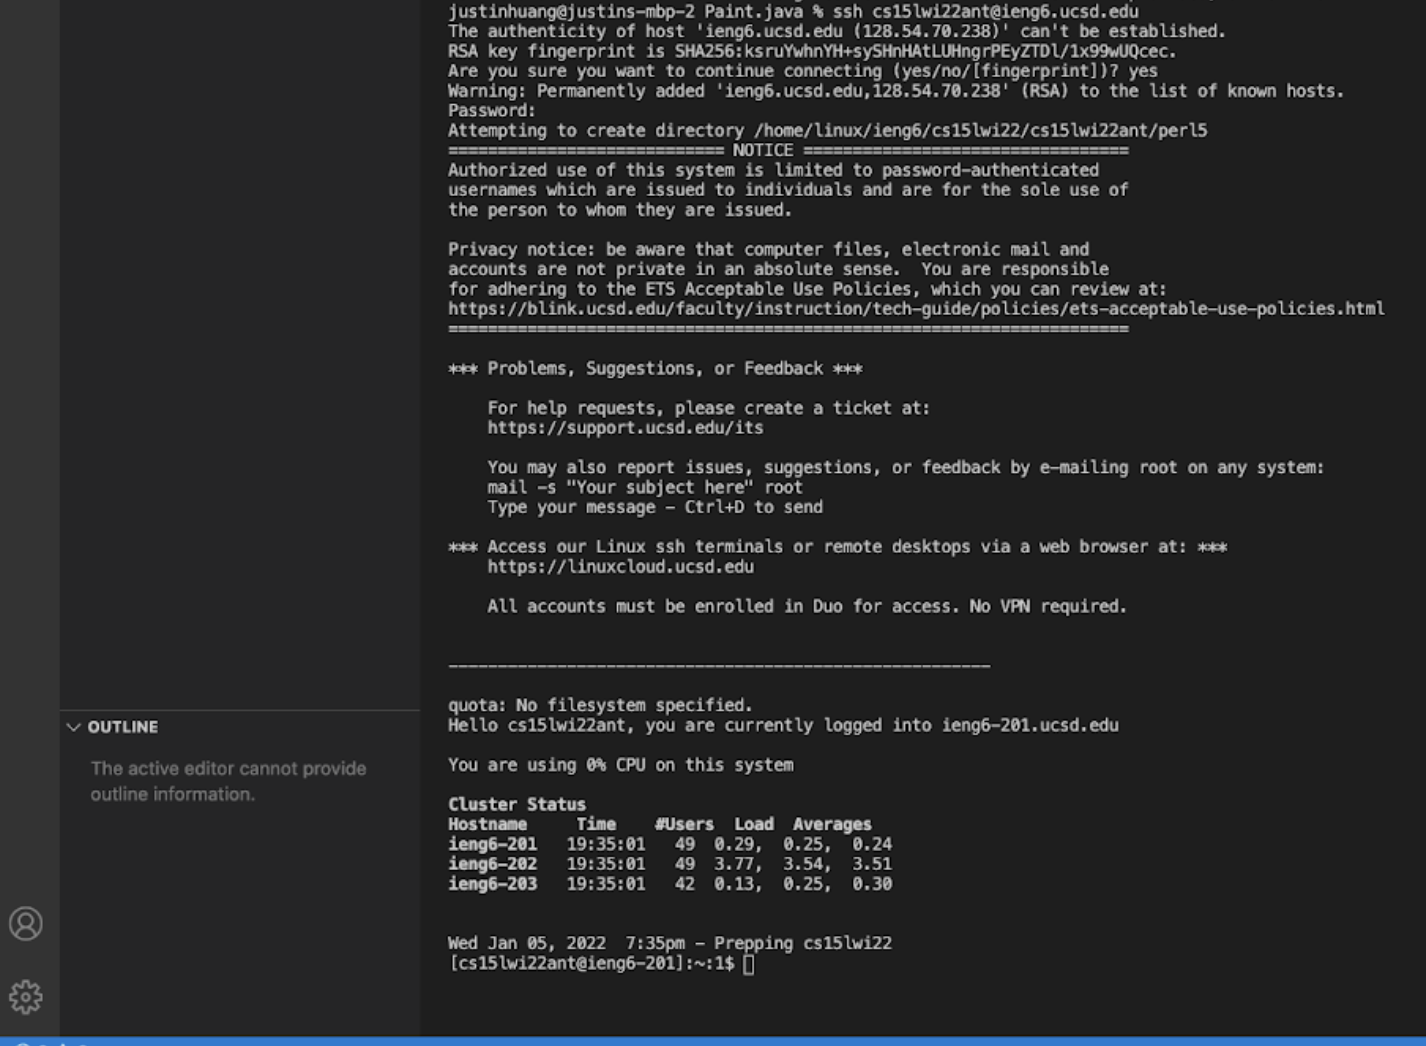 justinhuang@justins-mbp-2 Paint.java % ssh cs15lwi22ant@ieng6.ucsd.edu
The authenticity of host 'ieng6.ucsd.edu (128.54.70.238)' can't be established.
RSA key fingerprint is SHA256:ksruYwhnYH+sySHnHAtLUHngrPEyZTDl/1x99wUQcec.
Are you sure you want to continue connecting (yes/no/[fingerprint])? yes
Warning: Permanently added 'ieng6.ucsd.edu,128.54.70.238' (RSA) to the list of known hosts.
Password:
Attempting to create directory /home/linux/ieng6/cs15lwi22/cs15lwi22ant/perl5
============================ NOTICE =================================
Authorized use of this system is limited to password-authenticated
usernames which are issued to individuals and are for the sole use of
the person to whom they are issued.
Privacy notice: be aware that computer files, electronic mail and
accounts are not private in an absolute sense.  You are responsible
for adhering to the ETS Acceptable Use Policies, which you can review at:
https://blink.ucsd.edu/faculty/instruction/tech-guide/policies/ets-acceptable-use-policies.html
=====================================================================
*** Problems, Suggestions, or Feedback ***
For help requests, please create a ticket at:
https://support.ucsd.edu/its
You may also report issues, suggestions, or feedback by e-mailing root on any system:
mail -s "Your subject here" root
Type your message - Ctrl+D to send
*** Access our Linux ssh terminals or remote desktops via a web browser at: ***
https://linuxcloud.ucsd.edu
All accounts must be enrolled in Duo for access. No VPN required.
-------------------------------------------------------
quota: No filesystem specified.
Hello cs15lwi22ant, you are currently logged into ieng6-201.ucsd.edu
You are using 0% CPU on this system
Cluster Status
Hostname     Time    #Users  Load  Averages
ieng6-201   19:35:01   49  0.29,  0.25,  0.24
ieng6-202   19:35:01   49  3.77,  3.54,  3.51
ieng6-203   19:35:01   42  0.13,  0.25,  0.30
Wed Jan 05, 2022  7:35pm - Prepping cs15lwi22
[cs15lwi22ant@ieng6-201]:~:1$
OUTLINE
The active editor cannot provide
outline information.